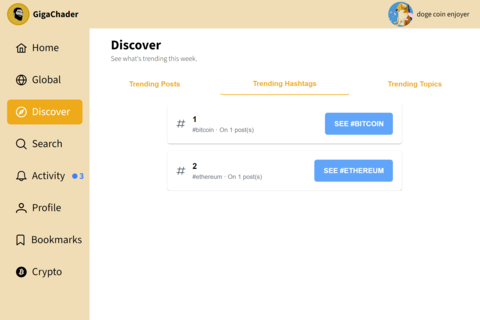 GigaChader
doge coin enjoyer
Home
Global
Discover
Search
Activity
3
Profile
Bookmarks
Crypto
Discover
See what's trending this week.
Trending Posts
Trending Hashtags
Trending Topics
#
1
#bitcoin · On 1 post(s)
SEE #BITCOIN
#
2
#ethereum · On 1 post(s)
SEE #ETHEREUM